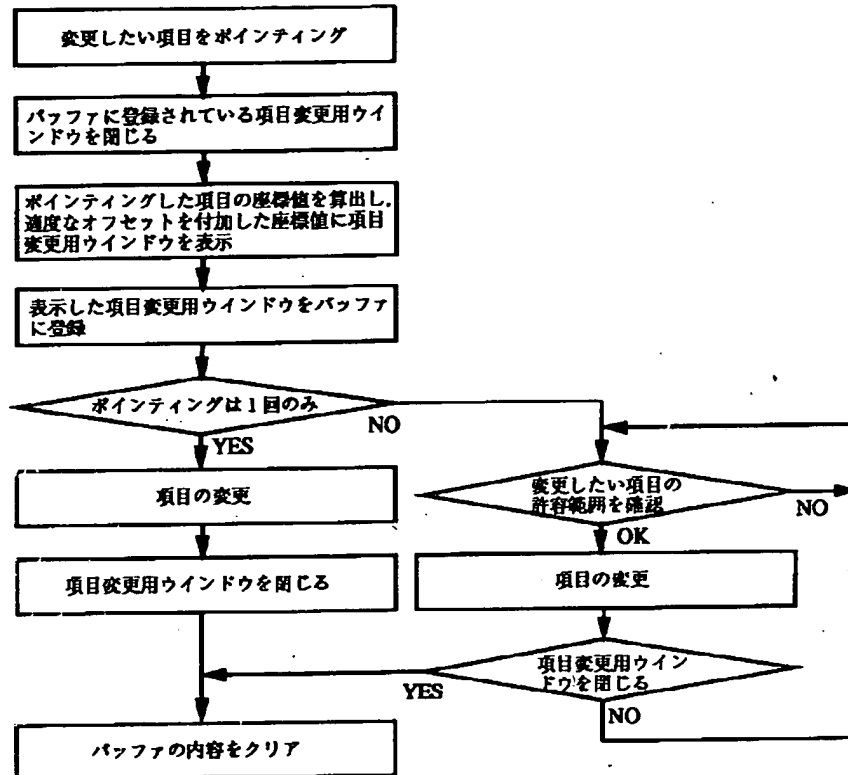 変更したい項目をポインティング
バッファに登録されている項目変更用ウイ
ンドウを閉じる
ポインティングした項目の座標値を算出し,
適度なオフセットを付加した座標値に項目
変更用ウインドウを表示
表示した項目変更用ウインドウをバッファ
に登録
ポインティングは1回のみ
NO
YES
項目の変更
項目変更用ウインドウを閉じる
変更したい項目の
許容範囲を確認
NO
OK
項目の変更
項目変更用ウイン
ドウを閉じる
YES
NO
バッファの内容をクリア